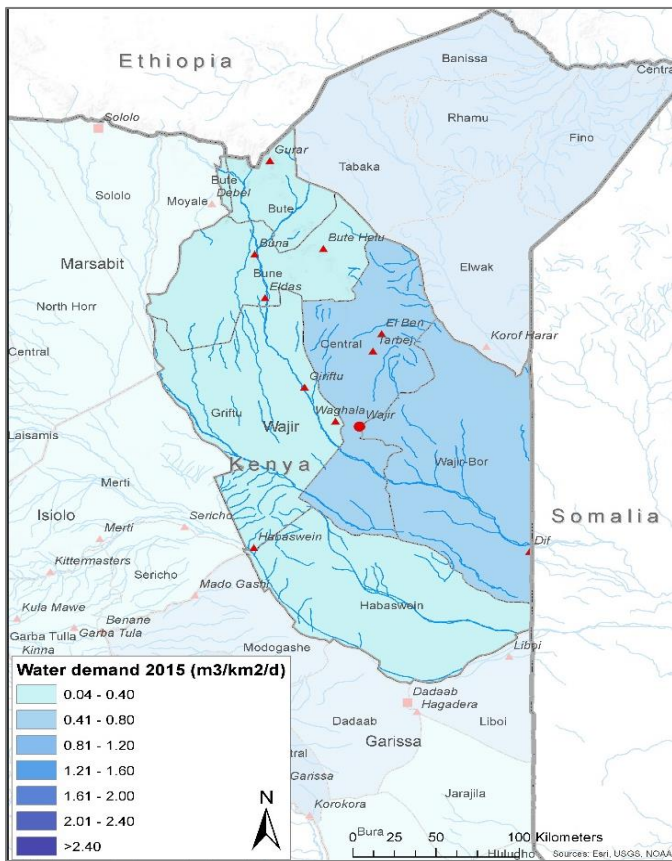 Ethiopia
Banissa
Central
Sololo
Rhamu
Fino
Gurar
Tabaka
Sololo
Bute
Debel
Moyale
Bute
Buna
Bute Helu
Marsabit
Bune
Elwak
Eldas
North Horr
El Ben
Central
Tarbej
Korof Harar
Central
Giriftu
Griftu
Waghala
Wajir
Wajir
Laisamis
Wajir-Bor
Kenya
Merti
Somalia
Isiolo
Sericho
Merti
Habaswein
Dif
Kittermasters
Sericho
Mado Gashi
Habaswein
Kula Mawe
Benane
Garba Tulla
Garba Tula
Kinna
Modogashe
Liboi
Water demand 2015 (m3/km2/d)
0.04 - 0.40
0.41 - 0.80
0.81 - 1.20
1.21 - 1.60
1.61 - 2.00
2.01 - 2.40
>2.40
Dadaab
Hagadera
Dadaab
Liboi
Garissa
tral
Garissa
Jarajila
Korokora
N
Bura
0 25 50 100 Kilometers
Hulugho
Sources: Esri, USGS, NOAA